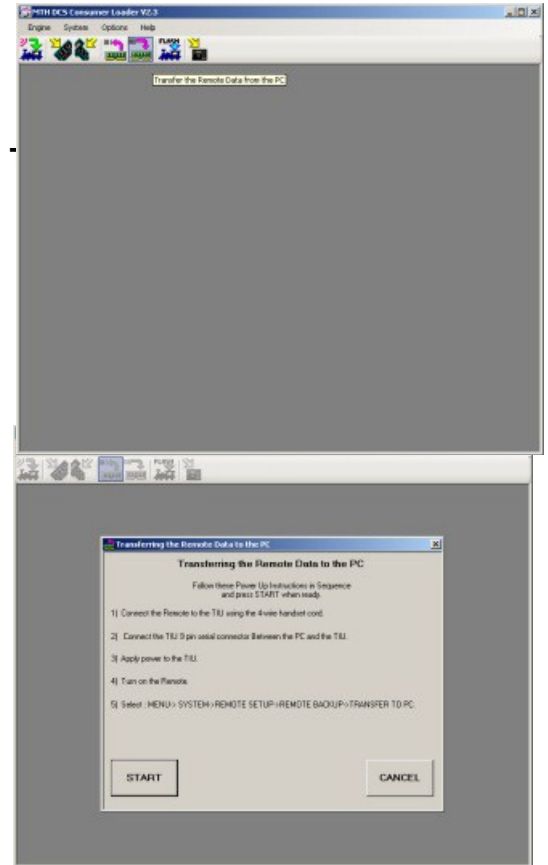 MTH DCS Consumer Loader V2.3
Engine System Options Help
FLASH
Transfer the Remote Data from the PC
Transferring the Remote Data to the PC
Transferring the Remote Data to the PC
Follow these Power Up Instructions in Sequence
and press START when ready.
1) Connect the Remote to the TIU using the 4-wire handset cord.
2) Connect the TIU 9 pin serial connector Between the PC and the TIU.
3) Apply power to the TIU.
4) Turn on the Remote.
5) Select : MENU> SYSTEM>REMOTE SETUP>REMOTE BACKUP>TRANSFER TO PC.
START CANCEL